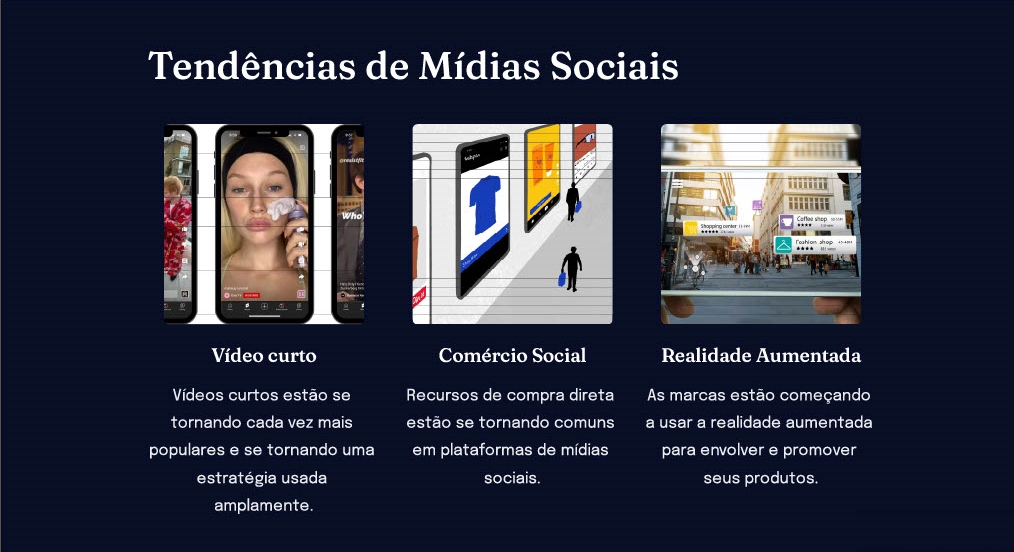 Tendências de Mídias Sociais
@resistfit
Who
Shopping center
Coffee shop
Fashion shop
Vídeo curto
Comércio Social
Realidade Aumentada
Vídeos curtos estão se
tornando cada vez mais
populares e se tornando uma
estratégia usada
amplamente.
Recursos de compra direta
estão se tornando comuns
em plataformas de mídias
sociais.
As marcas estão começando
a usar a realidade aumentada
para envolver e promover
seus produtos.